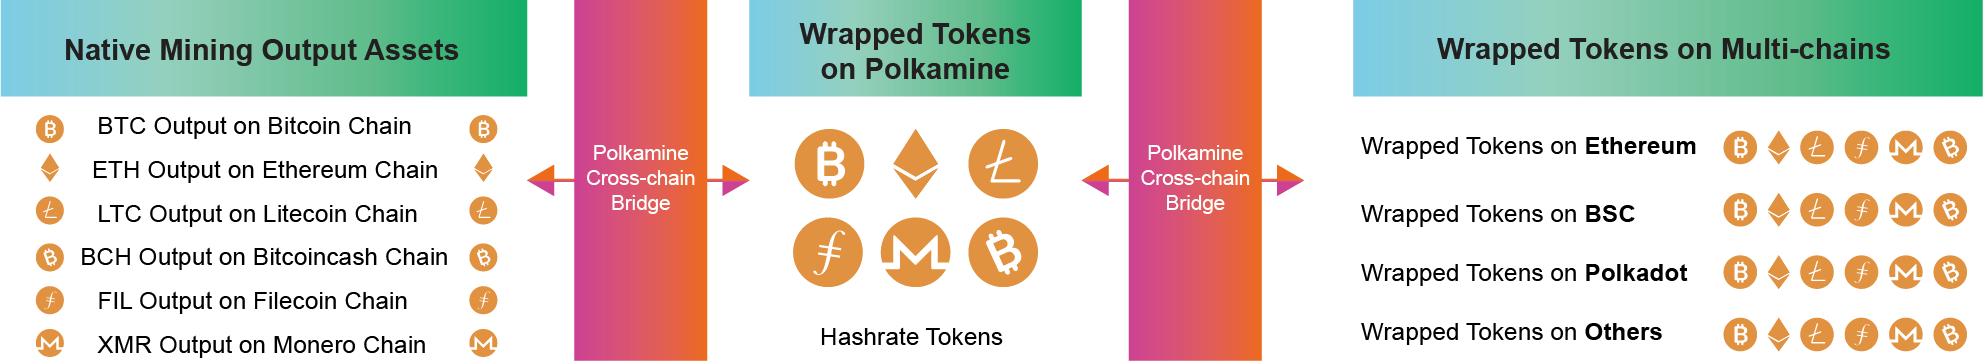 Native Mining Output Assets
BTC Output on Bitcoin Chain
ETH Output on Ethereum Chain
LTC Output on Litecoin Chain
BCH Output on Bitcoincash Chain
FIL Output on Filecoin Chain
XMR Output on Monero Chain
Polkamine
Cross-chain
Bridge
Wrapped Tokens
on Polkamine
Hashrate Tokens
Polkamine
Cross-chain
Bridge
Wrapped Tokens on Multi-chains
Wrapped Tokens on Ethereum
Wrapped Tokens on BSC
Wrapped Tokens on Polkadot
Wrapped Tokens on Others